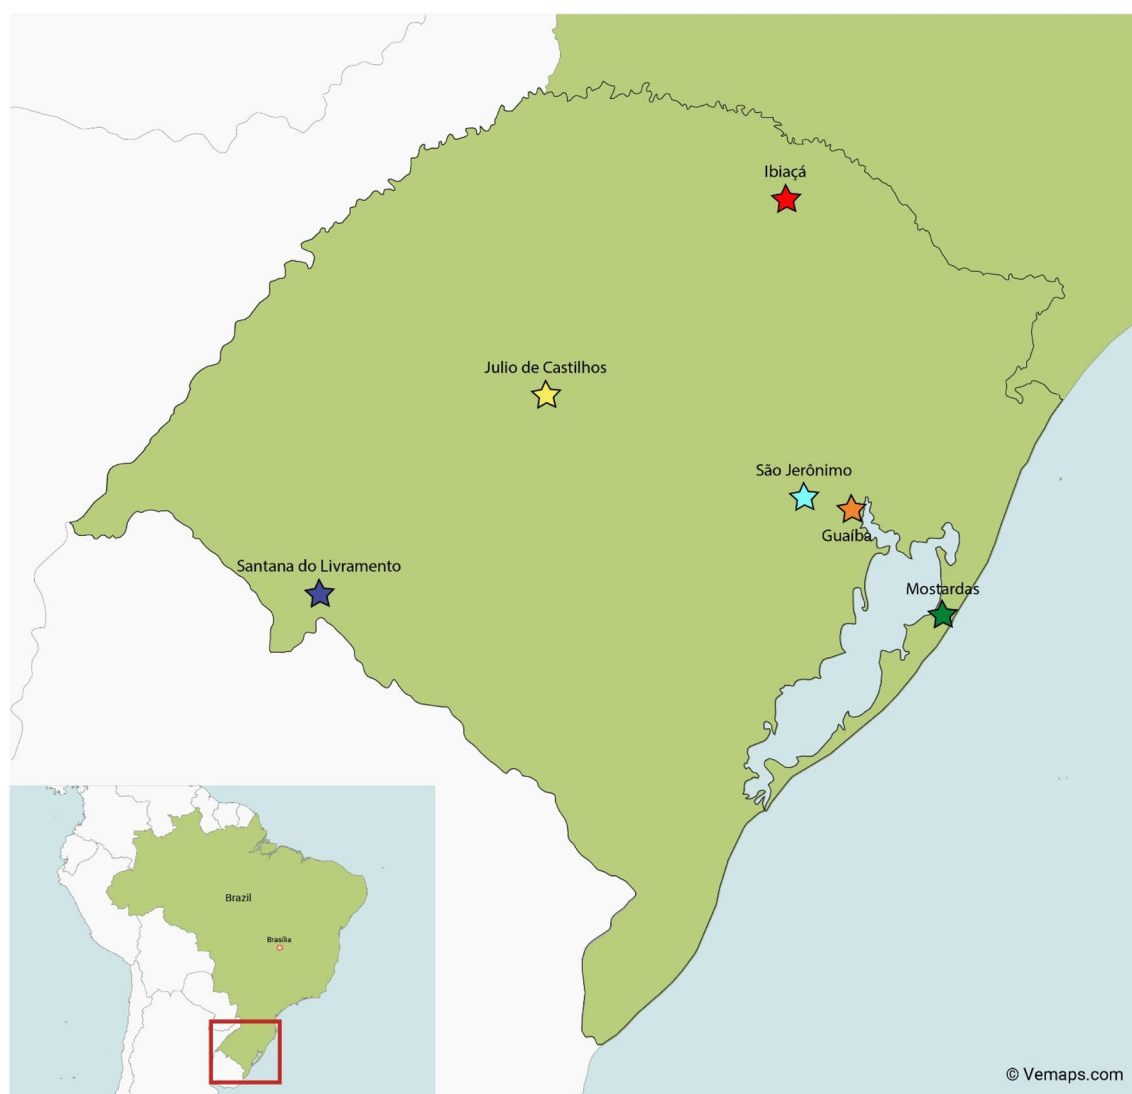 Ibiaçá
Julio de Castilhos
São Jerônimo
Guaíba
Santana do Livramento
Mostardas
Brazil
Brasília
© Vemaps.com